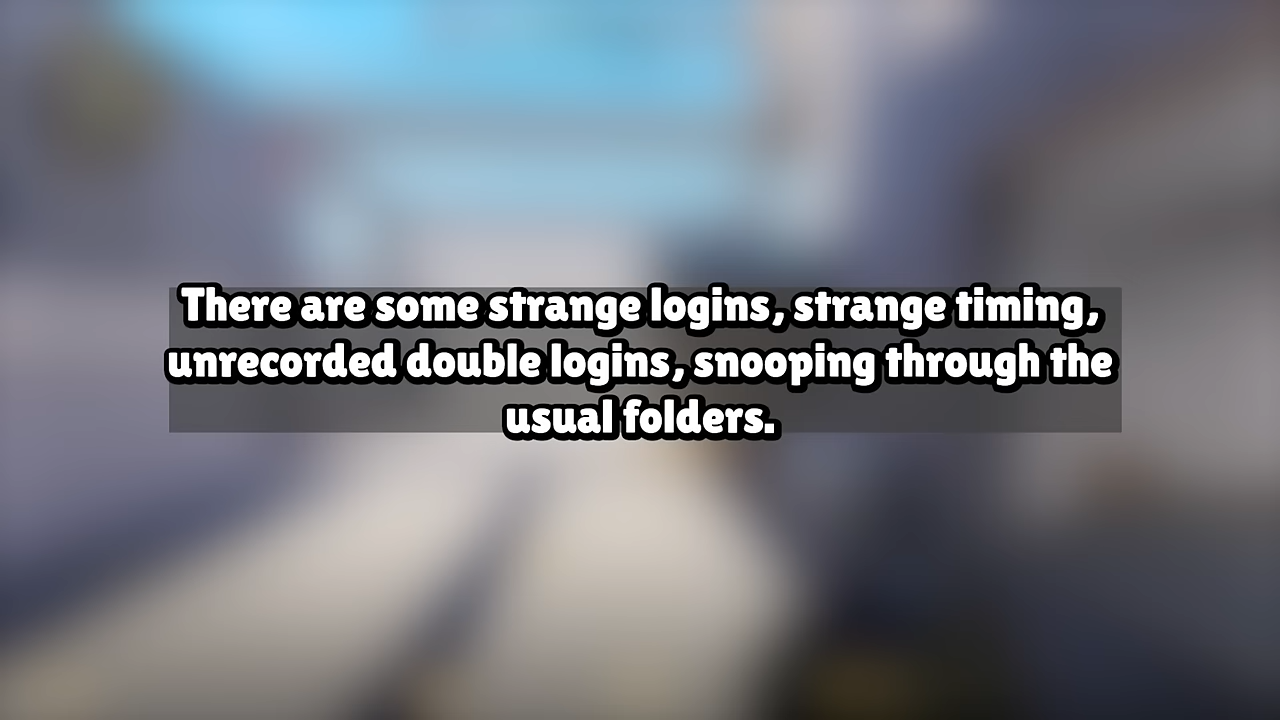 There are some strange logins, strange timing,
unrecorded double logins, snooping through the
usual folders.